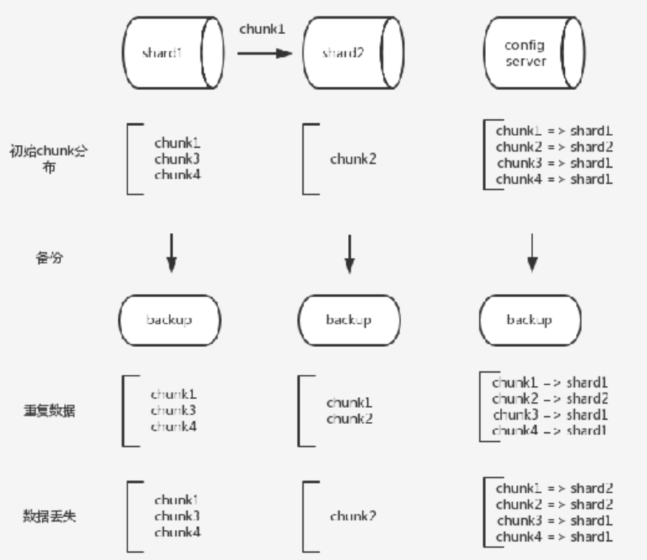 chunk1
shard1
shard2
config
server
初始chunk分
布
chunk1
chunk3
chunk4
chunk2
chunk1 => shard1
chunk2 => shard2
chunk3 => shard1
chunk4 => shard1
备份
backup
backup
backup
重复数据
chunk1
chunk3
chunk4
chunk1
chunk2
chunk1 -> shard1
chunk2 -> shard2
chunk3 -> shard1
chunk4 -> shard1
数据丢失
chunk1
chunk3
chunk4
chunk2
chunk1 => shard2
chunk2 => shard2
chunk3 => shard1
chunk4 => shard1